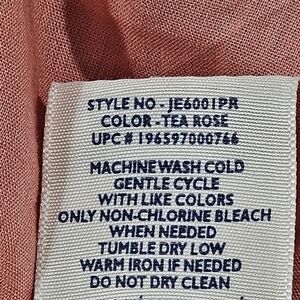 STYLE NO - JE6001PR
COLOR - TEA ROSE
UPC # 196597000766
MACHINE WASH COLD
GENTLE CYCLE
WITH LIKE COLORS
ONLY NON-CHLORINE BLEACH
WHEN NEEDED
TUMBLE DRY LOW
WARM IRON IF NEEDED
DO NOT DRY CLEAN